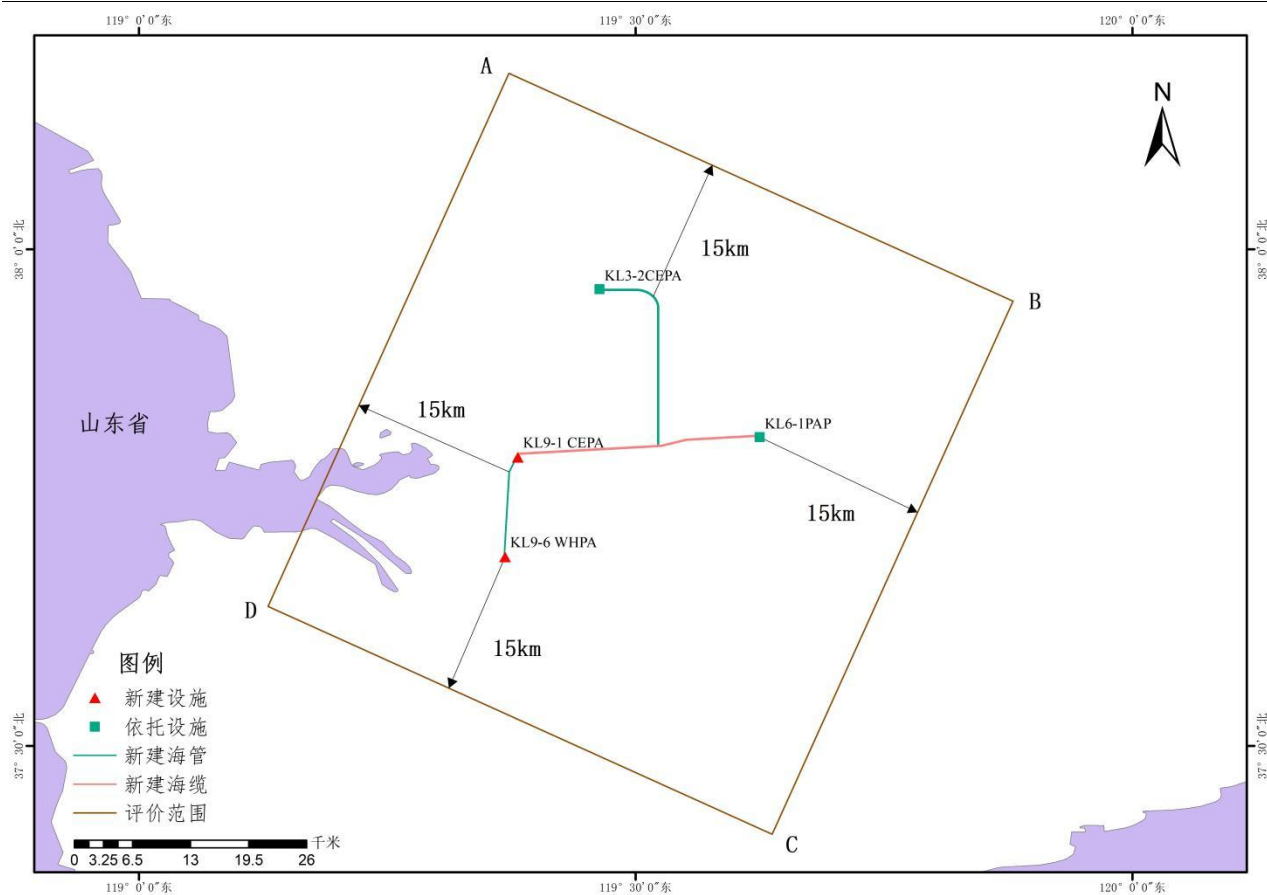 119° 0'0"东
119° 30'0"东
120° 0'0"东
A
N
38° 0'0"北
38° 0'0"北
15km
KL3-2CEPA
B
15km
KL6-1PAP
山东省
KL9-1 CEPA
15km
KL9-6 WHPA
D
15km
图例
新建设施
依托设施
37° 30'0"北
37° 30'0"北
新建海管
新建海缆
评价范围
C
千米
0 3.25 6.5 13 19.5 26
119° 0'0"东
119° 30'0"东
120° 0'0"东